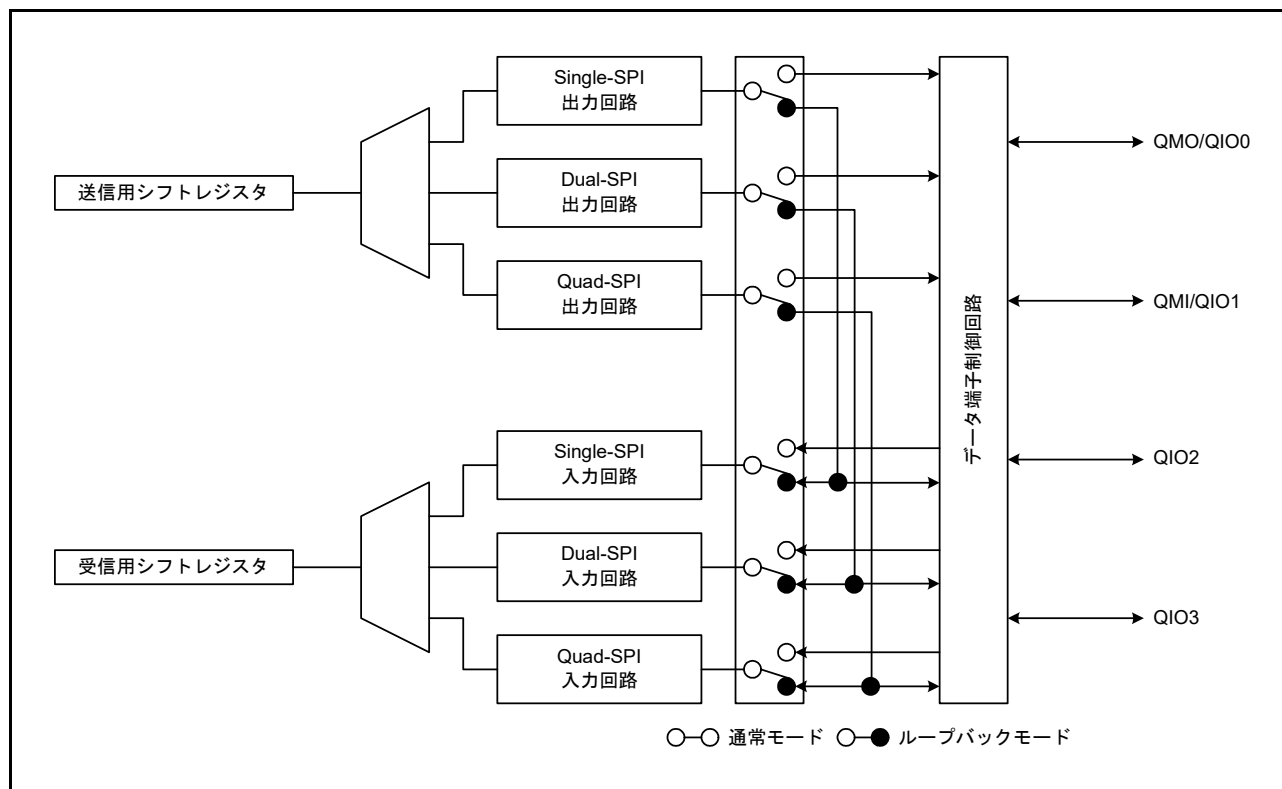 Single-SPI
出力回路
Dual-SPI
出力回路
Quad-SPI
出力回路
送信用シフトレジスタ
Single-SPI
入力回路
Dual-SPI
入力回路
Quad-SPI
入力回路
受信用シフトレジスタ
データ端子制御回路
QMO/QIO0
QMI/QIO1
QIO2
QIO3
通常モード
ループバックモード